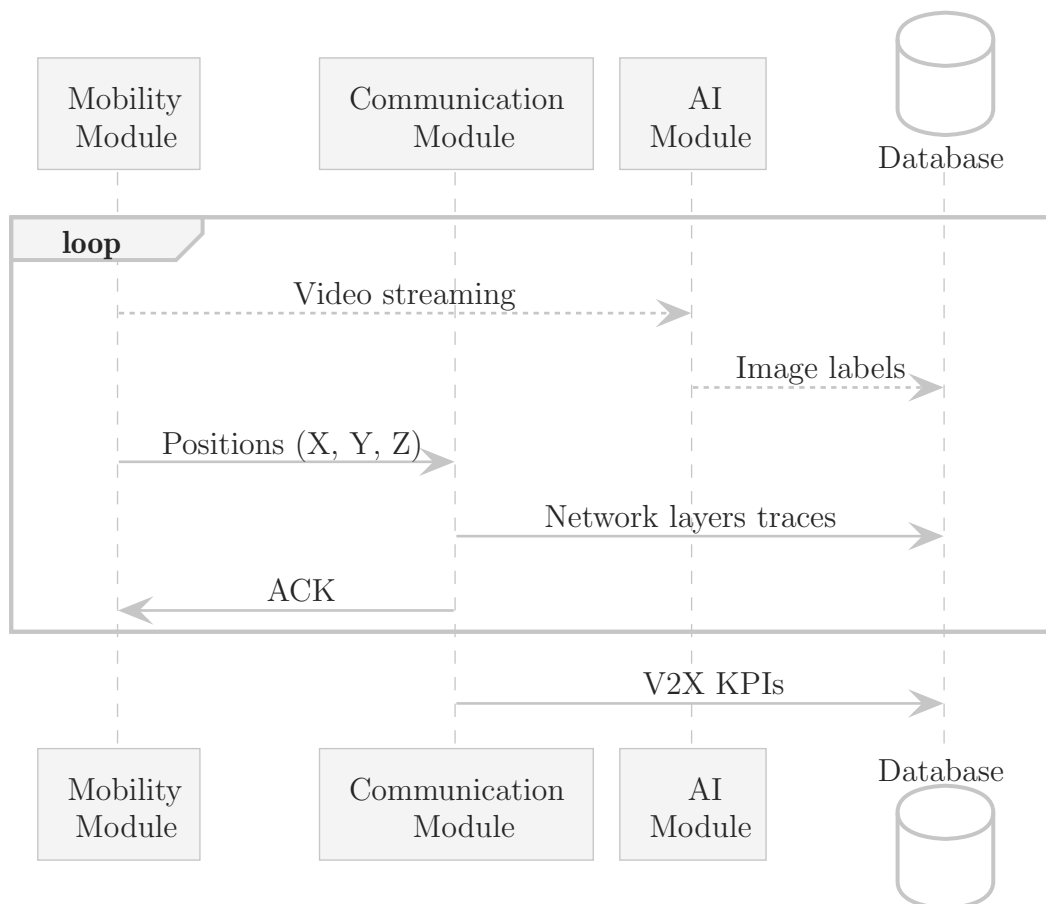 Mobility
Module
Communication
Module
AI
Module
Database
loop
Video streaming
Image labels
Positions (X, Y, Z)
Network layers traces
ACK
V2X KPIs
Mobility
Module
Communication
Module
AI
Module
Database